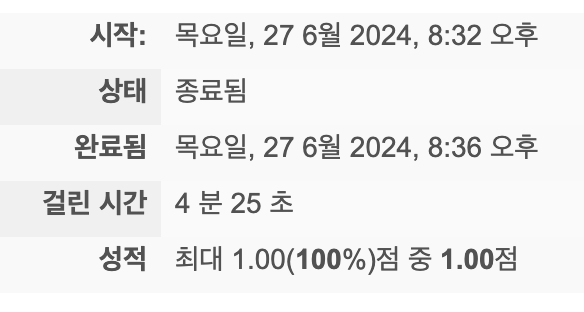 시작: 목요일, 27 6월 2024, 8:32 오후
상태 종료됨
완료됨 목요일, 27 6월 2024, 8:36 오후
걸린 시간 4 분 25 초
성적 최대 1.00(100%)점 중 1.00점